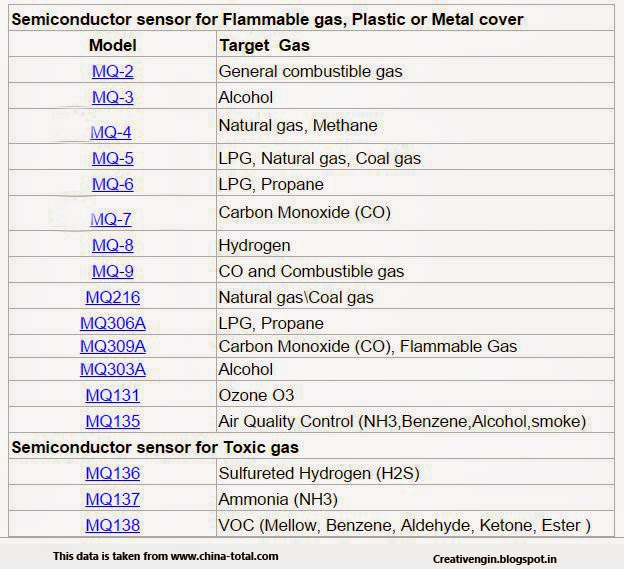 Semiconductor sensor for Flammable gas, Plastic or Metal cover
Model Target Gas
MQ-2 General combustible gas
MQ-3 Alcohol
MQ-4 Natural gas, Methane
MQ-5 LPG, Natural gas, Coal gas
MQ-6 LPG, Propane
MQ-7 Carbon Monoxide (CO)
MQ-8 Hydrogen
MQ-9 CO and Combustible gas
MQ216 Natural gas\Coal gas
MQ306A LPG, Propane
MQ309A Carbon Monoxide (CO), Flammable Gas
MQ303A Alcohol
MQ131 Ozone O3
MQ135 Air Quality Control (NH3,Benzene,Alcohol,smoke)
Semiconductor sensor for Toxic gas
MQ136 Sulfureted Hydrogen (H2S)
MQ137 Ammonia (NH3)
MQ138 VOC (Mellow, Benzene, Aldehyde, Ketone, Ester )
This data is taken from www.china-total.com Creativengin.blogspot.in